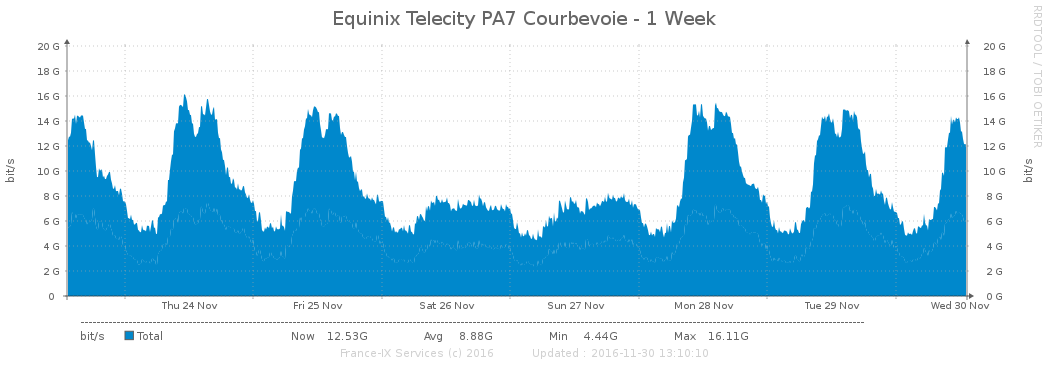 Equinix Telecity PA7 Courbevoie - 1 Week
RRDTOOL / TOBI OETIKER
bit/s
bit/s
20 G 20 G
18 G 18 G
16 G 16 G
14 G 14 G
12 G 12 G
10 G 10 G
8 G 8 G
6 G 6 G
4 G 4 G
2 G 2 G
0 0 G
Thu 24 Nov Fri 25 Nov Sat 26 Nov Sun 27 Nov Mon 28 Nov Tue 29 Nov Wed 30 Nov
bit/s Total Now 12.53G Avg 8.88G Min 4.44G Max 16.11G
France-IX Services (c) 2016 Updated : 2016-11-30 13:10:10